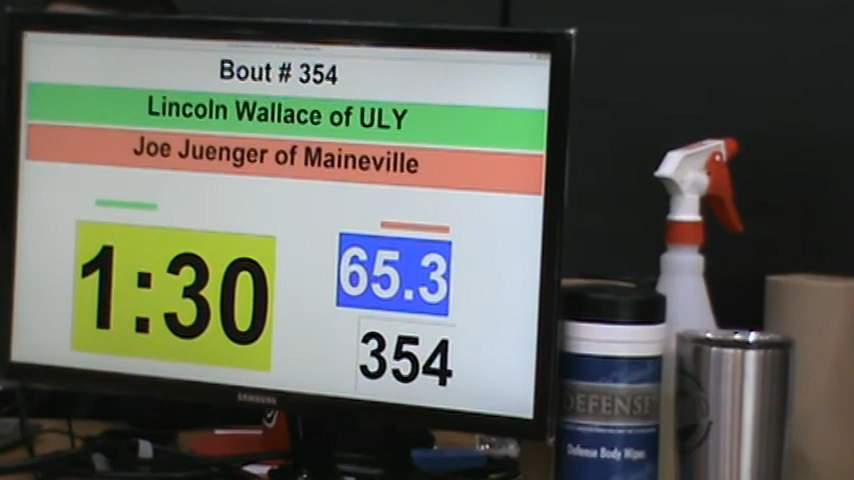 Bout # 354
Lincoln Wallace of ULY
Joe Juenger of Maineville
1:30
65.3
354
SAMSUNG
DEFENSE
Defense Body Wipes